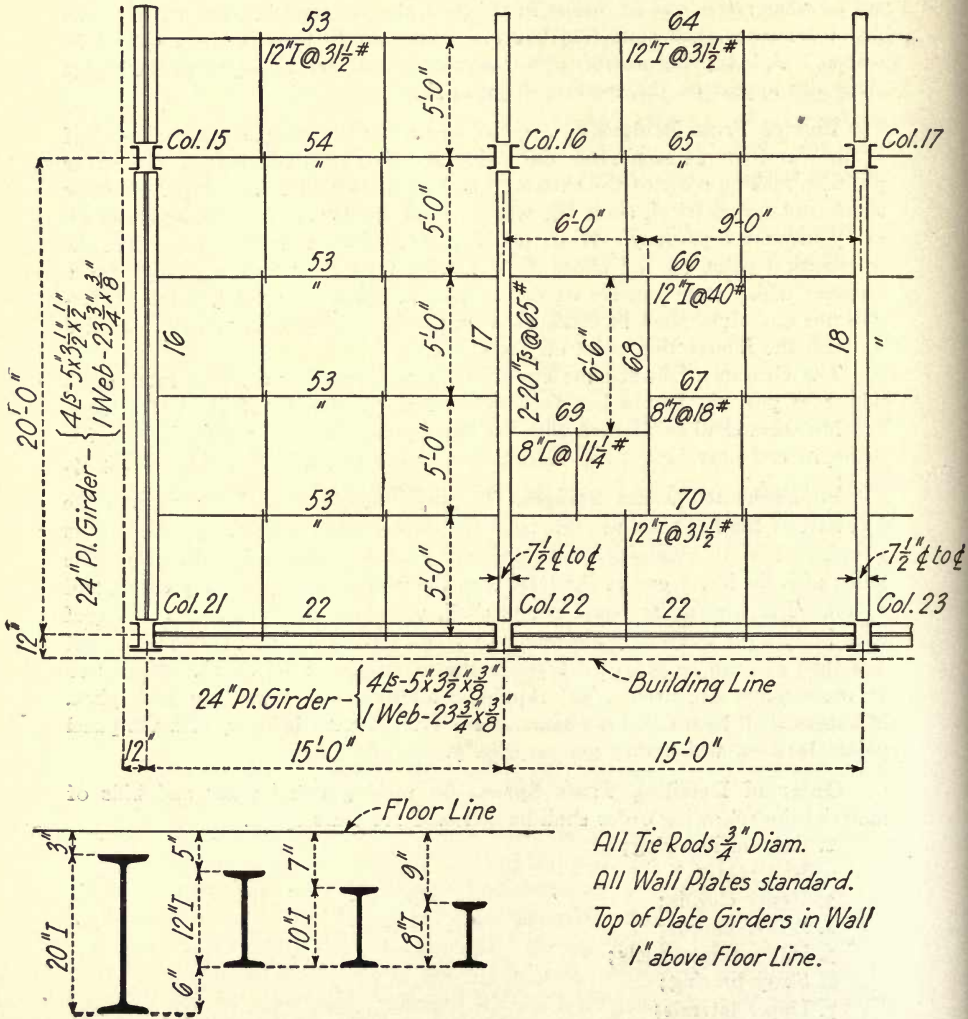 53
64
12"I@31½#
12"I@31½#
5'-0"
5'-0"
Col. 15
54
"
Col. 16
65
"
Col. 17
5'-0"
5'-0"
6'-0"
9'-0"
53
"
66
12"I@40#
16
20'-0"
24" Pl. Girder
4Ls-5"x3½"x½"
1 Web-23¾"x⅜"
5'-0"
17
2-20"Is@65#
6'-6"
68
18
"
53
"
67
8"I@18#
69
8"[@11¼#
5'-0"
53
"
70
12"I@31½#
5'-0"
7½"¢ to ¢
7½"¢ to ¢
Col. 21
22
Col. 22
22
Col. 23
12"
24" Pl. Girder
4Ls-5"x3½"x⅜"
1 Web-23¾"x⅜"
Building Line
12"
15'-0"
15'-0"
Floor Line
3"
5"
7"
9"
20"I
12"I
10"I
8"I
6"
All Tie Rods ¾" Diam.
All Wall Plates standard.
Top of Plate Girders in Wall
1" above Floor Line.